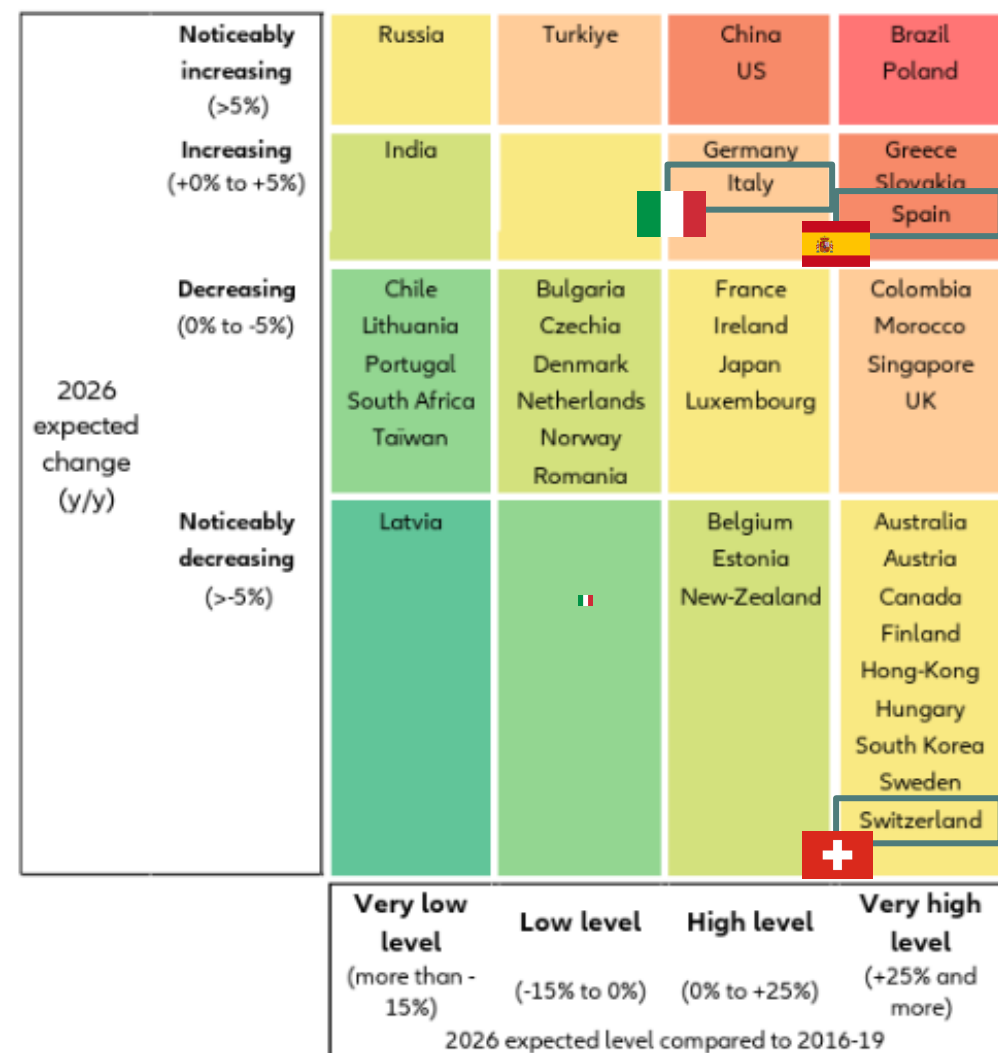 Noticeably
increasing
(>5%)
Russia
Turkiye
China
US
Brazil
Poland
Increasing
(+0% to +5%)
India
Germany
Italy
Greece
Slovakia
Spain
2026
expected
change
(y/y)
Decreasing
(0% to -5%)
Chile
Lithuania
Portugal
South Africa
Taïwan
Bulgaria
Czechia
Denmark
Netherlands
Norway
Romania
France
Ireland
Japan
Luxembourg
Colombia
Morocco
Singapore
UK
Noticeably
decreasing
(>-5%)
Latvia
Belgium
Estonia
New-Zealand
Australia
Austria
Canada
Finland
Hong-Kong
Hungary
South Korea
Sweden
Switzerland
Very low
level
(more than -
15%)
Low level
(-15% to 0%)
High level
(0% to +25%)
Very high
level
(+25% and
more)
2026 expected level compared to 2016-19